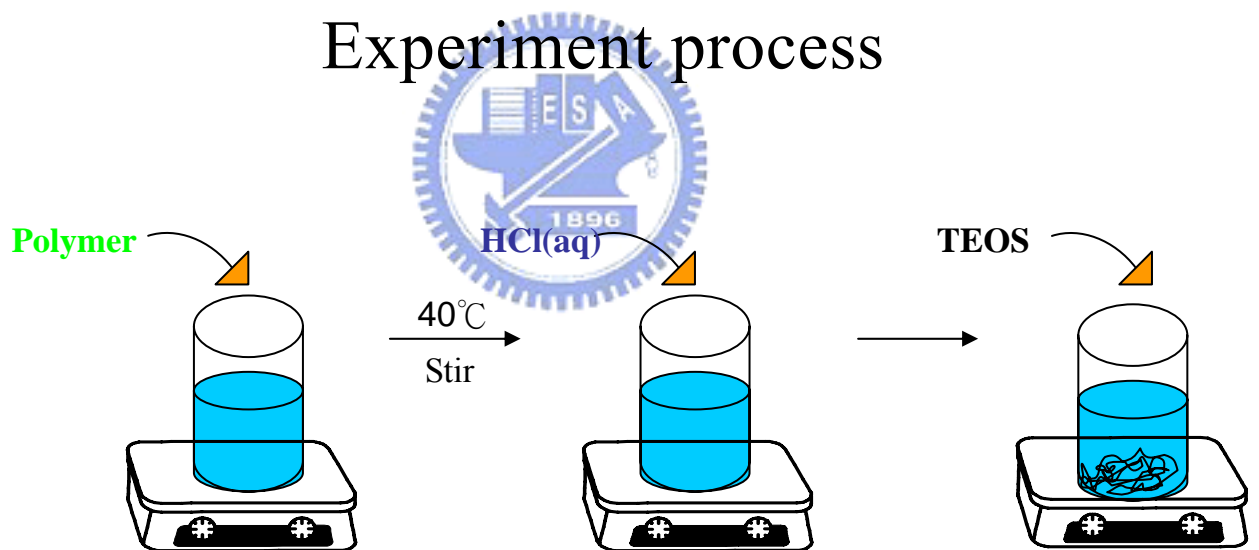 Experiment process
E S A
1896
Polymer
HCl(aq)
TEOS
40℃
Stir